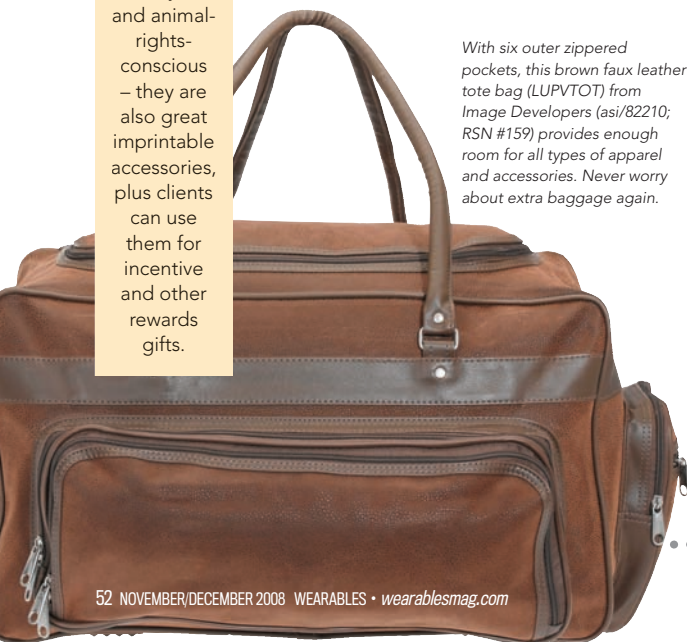 and animal-
rights-
conscious
– they are
also great
imprintable
accessories,
plus clients
can use
them for
incentive
and other
rewards
gifts.
With six outer zippered
pockets, this brown faux leather
tote bag (LUPVTOT) from
Image Developers (asi/82210;
RSN #159) provides enough
room for all types of apparel
and accessories. Never worry
about extra baggage again.
52 NOVEMBER/DECEMBER 2008 WEARABLES • wearablesmag.com